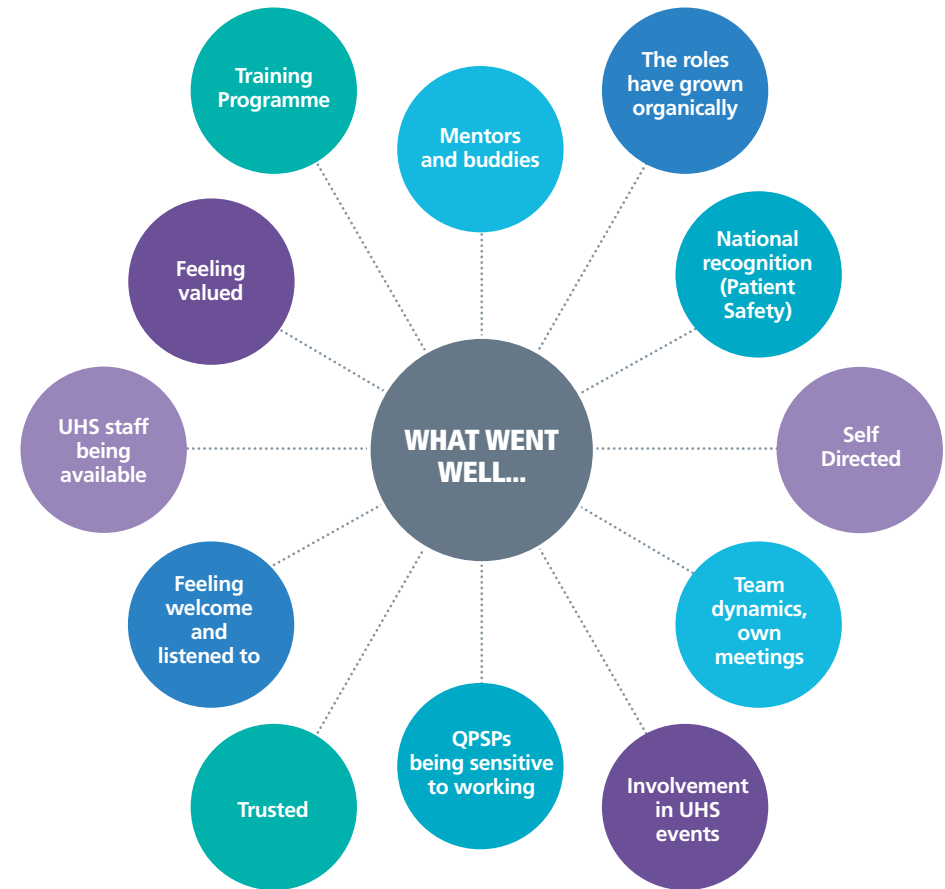 WHAT WENT
WELL...
Mentors
and buddies
The roles
have grown
organically
National
recognition
(Patient
Safety)
Self
Directed
Team
dynamics,
own
meetings
Involvement
in UHS
events
QPSPs
being sensitive
to working
Trusted
Feeling
welcome
and
listened to
UHS staff
being
available
Feeling
valued
Training
Programme